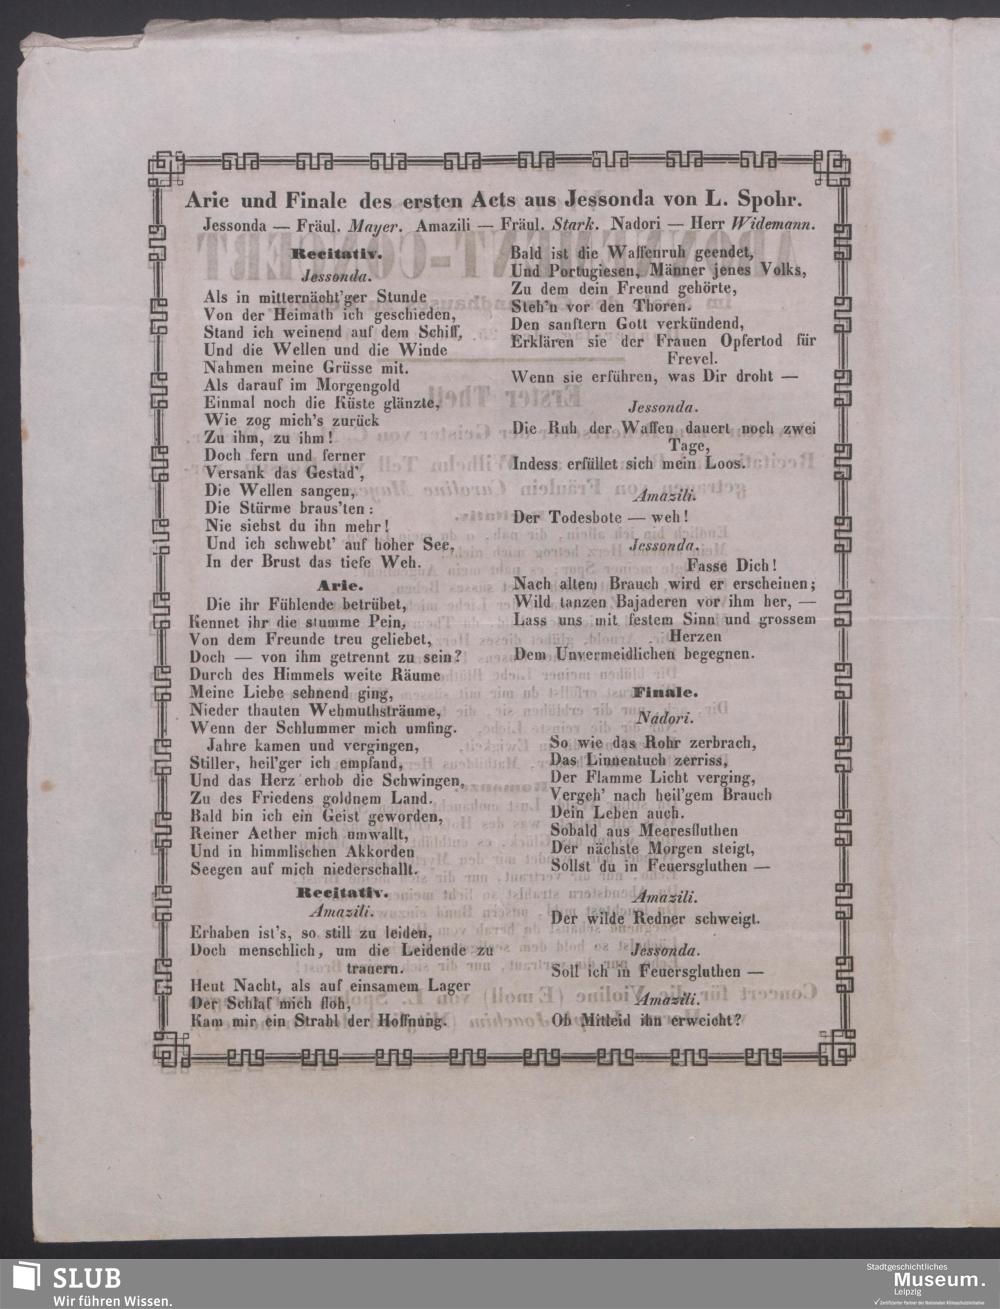 Arie und Finale des ersten Acts aus Jessonda von L. Spohr.
Jessonda — Fräul. Mayer. Amazili — Fräul. Stark. Nadori — Herr Widemann.
Recitativ.
Jessonda.
Als in mitternächt'ger Stunde
Von der Heimath ich geschieden,
Stand ich weinend auf dem Schiff,
Und die Wellen und die Winde
Nahmen meine Grüsse mit.
Als darauf im Morgengold
Einmal noch die Küste glänzte,
Wie zog mich's zurück
Zu ihm, zu ihm!
Doch fern und ferner
Versank das Gestad',
Die Wellen sangen,
Die Stürme braus'ten:
Nie siehst du ihn mehr!
Und ich schwebt' auf hoher See,
In der Brust das tiefe Weh.
Arie.
Die ihr Fühlende betrübet,
Kennet ihr die stumme Pein,
Von dem Freunde treu geliebet,
Doch — von ihm getrennt zu sein?
Durch des Himmels weite Räume
Meine Liebe sehnend ging,
Nieder thauten Wehmuthsträume,
Wenn der Schlummer mich umfing.
Jahre kamen und vergingen,
Stiller, heil'ger ich empfand,
Und das Herz erhob die Schwingen,
Zu des Friedens goldnem Land.
Bald bin ich ein Geist geworden,
Reiner Aether mich umwallt,
Und in himmlischen Akkorden
Seegen auf mich niederschallt.
Recitativ.
Amazili.
Erhaben ist's, so still zu leiden,
Doch menschlich, um die Leidende zu
trauern.
Heut Nacht, als auf einsamem Lager
Der Schlaf mich floh,
Kam mir ein Strahl der Hoffnung.
Bald ist die Waffenruh geendet,
Und Portugiesen, Männer jenes Volks,
Zu dem dein Freund gehörte,
Steh'n vor den Thoren.
Den sanftern Gott verkündend,
Erklären sie der Frauen Opfertod für
Frevel.
Wenn sie erführen, was Dir droht —
Jessonda.
Die Ruh der Waffen dauert noch zwei
Tage,
Indess erfüllet sich mein Loos.
Amazili.
Der Todesbote — weh!
Jessonda.
Fasse Dich!
Nach altem Brauch wird er erscheinen;
Wild tanzen Bajaderen vor ihm her, —
Lass uns mit festem Sinn und grossem
Herzen
Dem Unvermeidlichen begegnen.
Finale.
Nadori.
So wie das Rohr zerbrach,
Das Linnentuch zerriss,
Der Flamme Licht verging,
Vergeh' nach heil'gem Brauch
Dein Leben auch.
Sobald aus Meeresfluthen
Der nächste Morgen steigt,
Sollst du in Feuersgluthen —
Amazili.
Der wilde Redner schweigt.
Jessonda.
Soll ich in Feuersgluthen —
Amazili.
Ob Mitleid ihn erweicht?
SLUB
Wir führen Wissen.
Stadtgeschichtliches
Museum.
Leipzig